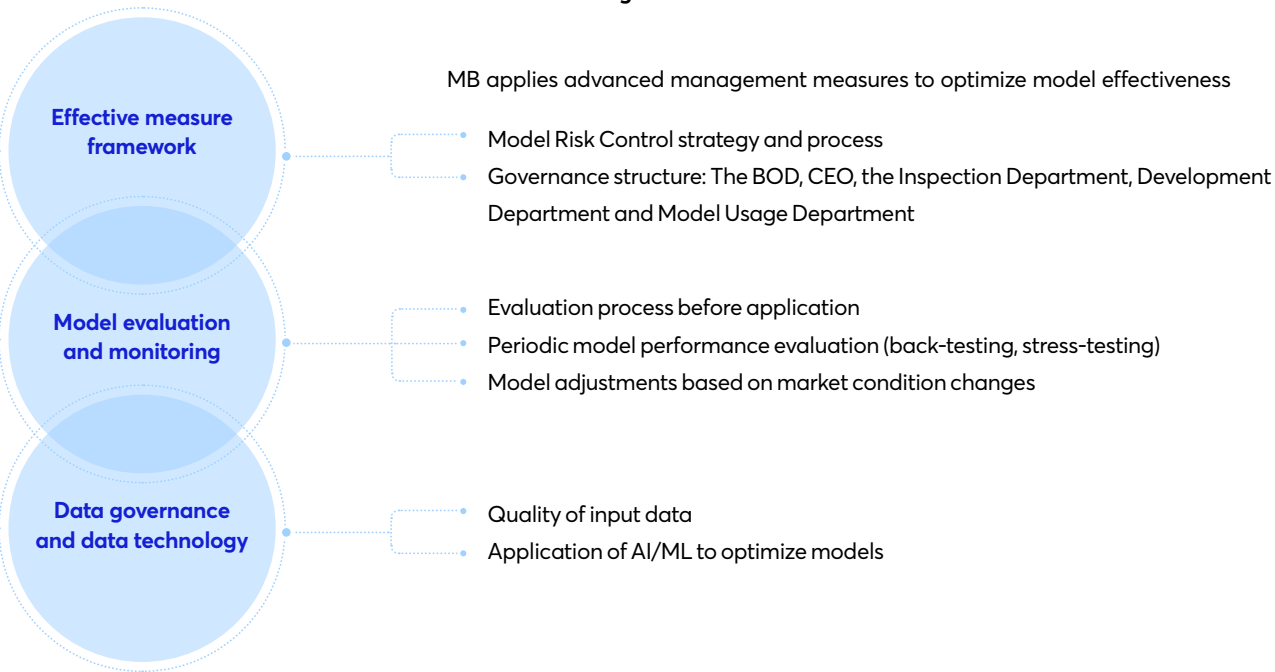 MB applies advanced management measures to optimize model effectiveness
Effective measure
framework
Model Risk Control strategy and process
Governance structure: The BOD, CEO, the Inspection Department, Development
Department and Model Usage Department
Model evaluation
and monitoring
Evaluation process before application
Periodic model performance evaluation (back-testing, stress-testing)
Model adjustments based on market condition changes
Data governance
and data technology
Quality of input data
Application of AI/ML to optimize models